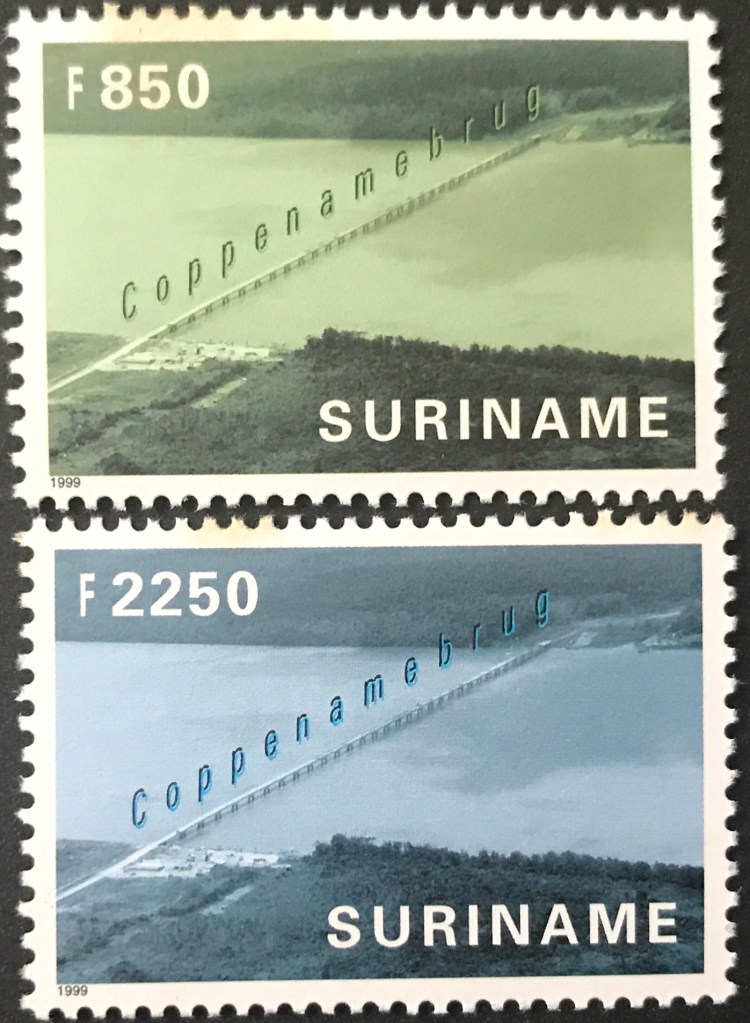 F 850
Coppenamebrug
SURINAME
1999
F 2250
Coppenamebrug
SURINAME
1999